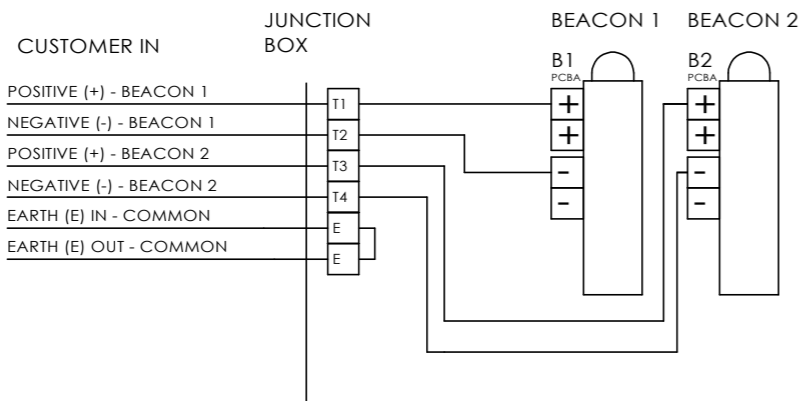 CUSTOMER IN
JUNCTION
BOX
BEACON 1
BEACON 2
B1
PCBA
B2
PCBA
POSITIVE (+) - BEACON 1
NEGATIVE (-) - BEACON 1
POSITIVE (+) - BEACON 2
NEGATIVE (-) - BEACON 2
EARTH (E) IN - COMMON
EARTH (E) OUT - COMMON
T1
T2
T3
T4
E
E
+
+
-
-
+
+
-
-